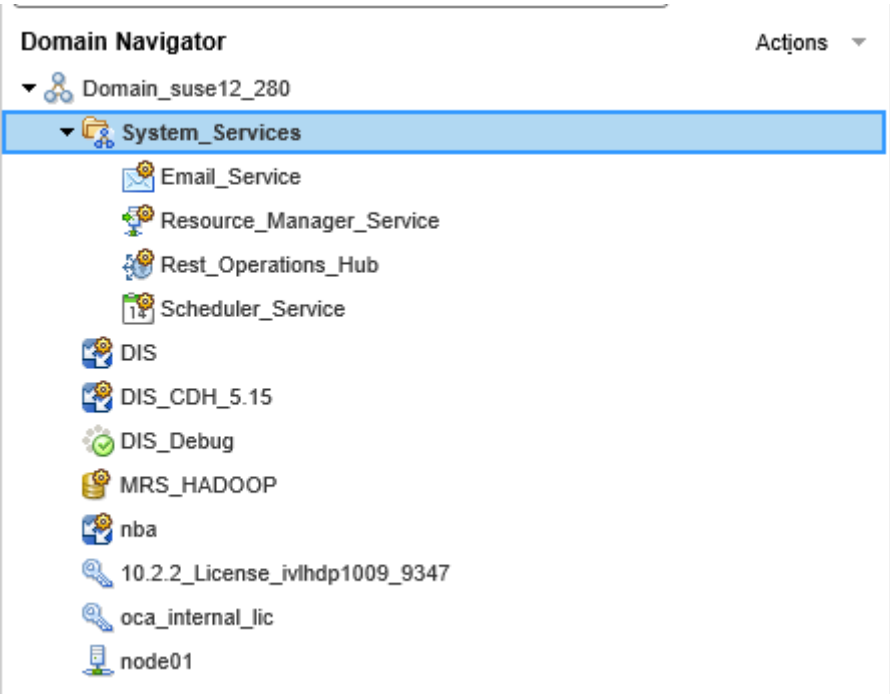 Domain Navigator Actions
Domain_suse12_280
System_Services
Email_Service
Resource_Manager_Service
Rest_Operations_Hub
14 Scheduler_Service
DIS
DIS_CDH_5.15
DIS_Debug
MRS_HADOOP
nba
10.2.2_License_ivlhdp1009_9347
oca_internal_lic
node01